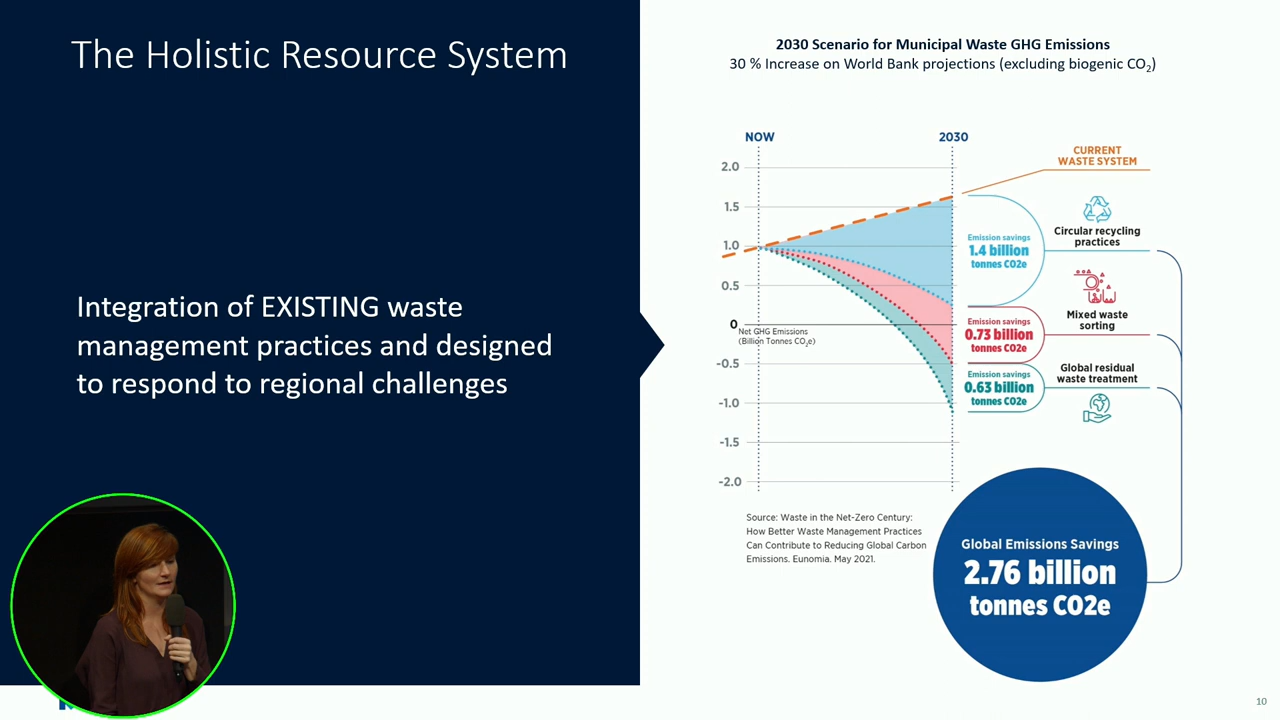 The Holistic Resource System
Integration of EXISTING waste
management practices and designed
to respond to regional challenges
2030 Scenario for Municipal Waste GHG Emissions
30 % Increase on World Bank projections (excluding biogenic CO₂)
NOW
2030
2.0
1.5
1.0
0.5
0
-0.5
-1.0
-1.5
-2.0
Net GHG Emissions
(Billion Tonnes CO₂e)
CURRENT
WASTE SYSTEM
Emission savings
1.4 billion
tonnes CO2e
Circular recycling
practices
Emission savings
0.73 billion
tonnes CO2e
Mixed waste
sorting
Emission savings
0.63 billion
tonnes CO2e
Global residual
waste treatment
Source: Waste in the Net-Zero Century:
How Better Waste Management Practices
Can Contribute to Reducing Global Carbon
Emissions. Eunomia. May 2021.
Global Emissions Savings
2.76 billion
tonnes CO2e
10